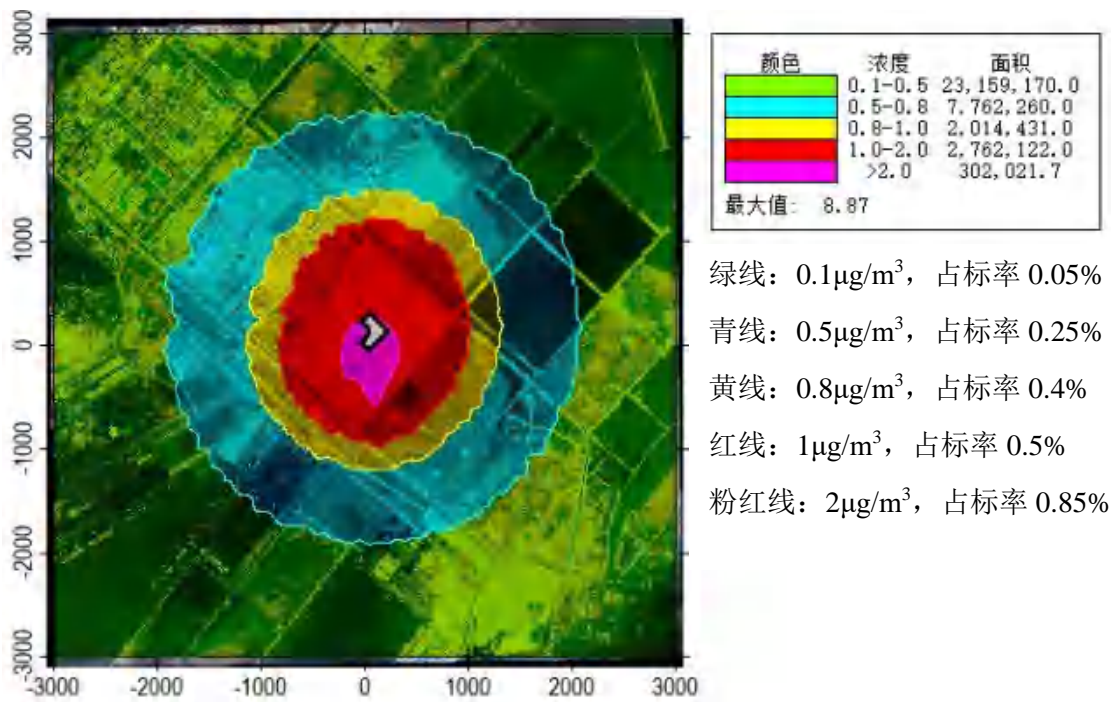 3000
2000
1000
0
-1000
-2000
-3000
-3000 -2000 -1000 0 1000 2000 3000
颜色 浓度 面积
0.1-0.5 23,159,170.0
0.5-0.8 7,762,260.0
0.8-1.0 2,014,431.0
1.0-2.0 2,762,122.0
>2.0 302,021.7
最大值: 8.87
绿线：0.1μg/m³，占标率 0.05%
青线：0.5μg/m³，占标率 0.25%
黄线：0.8μg/m³，占标率 0.4%
红线：1μg/m³，占标率 0.5%
粉红线：2μg/m³，占标率 0.85%